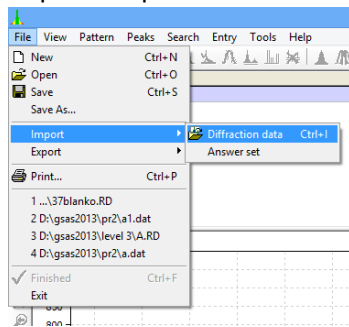 File View Pattern Peaks Search Entry Tools Help
New Ctrl+N
Open Ctrl+O
Save Ctrl+S
Save As...
Import Diffraction data Ctrl+I
Export Answer set
Print... Ctrl+P
1 ...\37blanko.RD
2 D:\gsas2013\pr2\a1.dat
3 D:\gsas2013\level 3\A.RD
4 D:\gsas2013\pr2\a.dat
Finished Ctrl+F
Exit
850
800